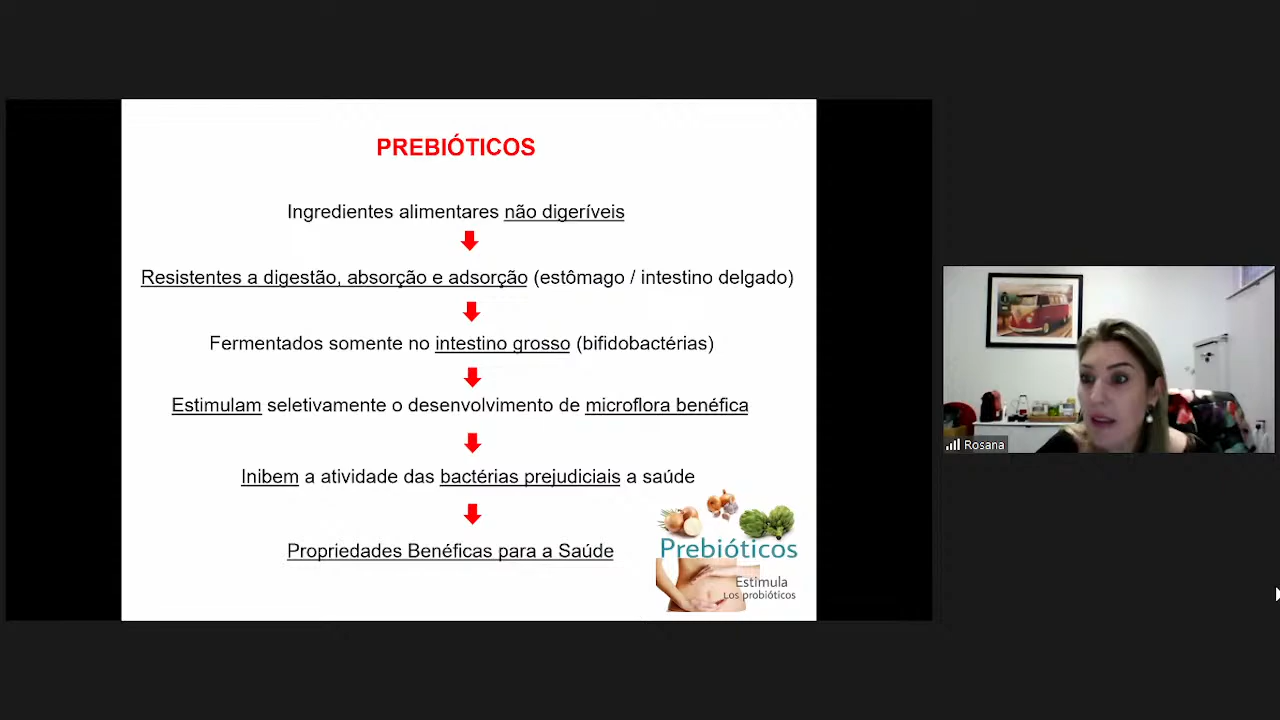 PREBIÓTICOS
Ingredientes alimentares não digeríveis
Resistentes a digestão, absorção e adsorção (estômago / intestino delgado)
Fermentados somente no intestino grosso (bifidobactérias)
Estimulam seletivamente o desenvolvimento de microflora benéfica
Inibem a atividade das bactérias prejudiciais a saúde
Propriedades Benéficas para a Saúde
Prebióticos
Estimula
Los probióticos
Rosana